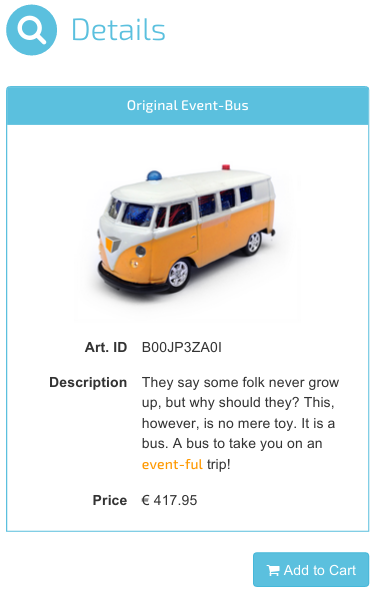 Details
Original Event-Bus
Art. ID B00JP3ZA0I
Description They say some folk never grow
up, but why should they? This,
however, is no mere toy. It is a
bus. A bus to take you on an
event-ful trip!
Price € 417.95
Add to Cart